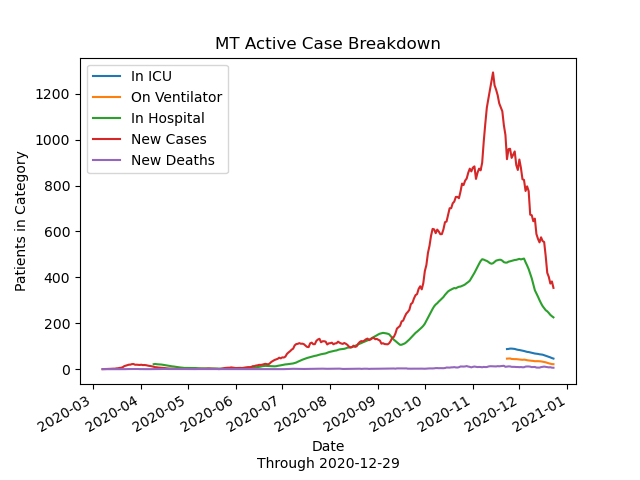 MT Active Case Breakdown
In ICU
On Ventilator
In Hospital
New Cases
New Deaths
Patients in Category
1200
1000
800
600
400
200
0
2020-03
2020-04
2020-05
2020-06
2020-07
2020-08
2020-09
2020-10
2020-11
2020-12
2021-01
Date
Through 2020-12-29